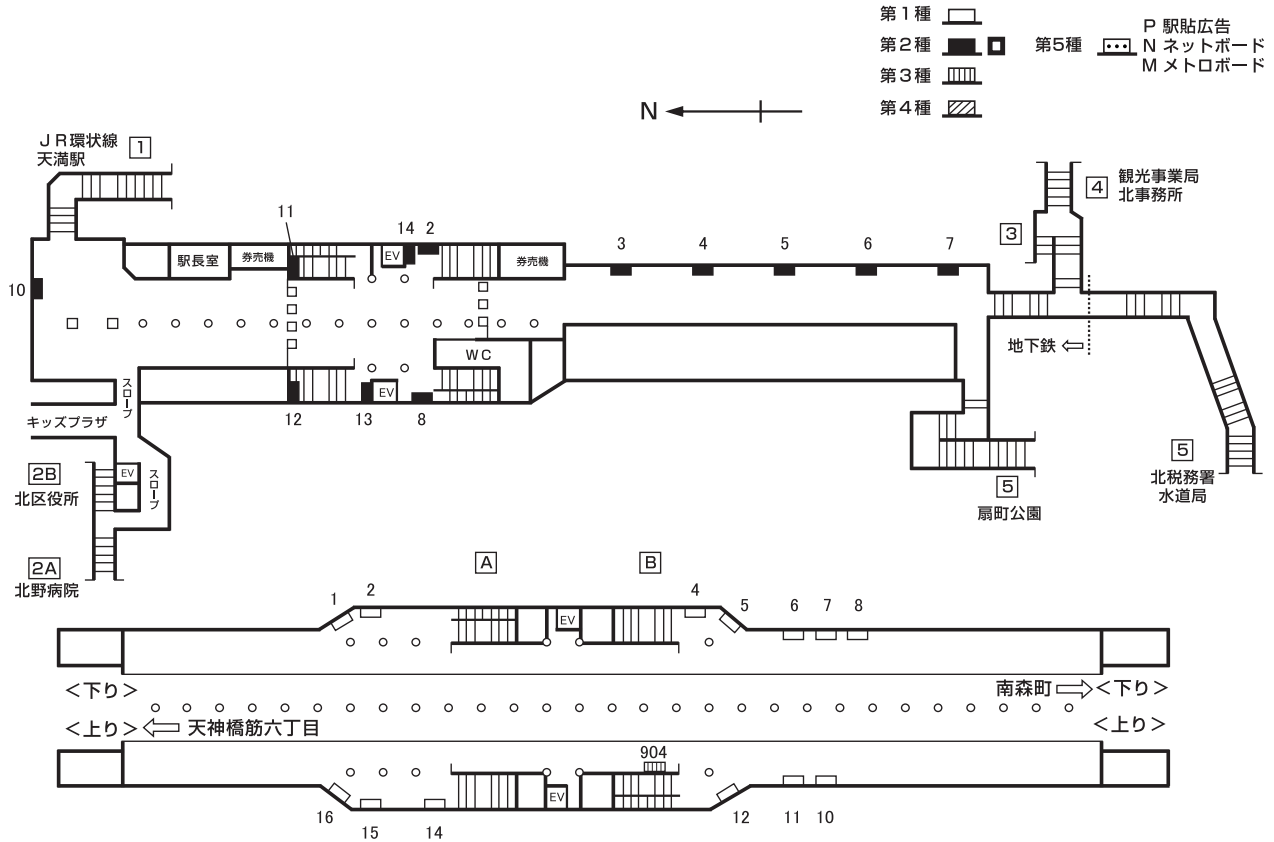 第1種
第2種
第3種
第4種
第5種
P 駅貼広告
N ネットボード
M メトロボード
N
JR環状線
天満駅
1
4
観光事業局
北事務所
3
11
14
2
3
4
5
6
7
駅長室
券売機
EV
券売機
10
地下鉄
WC
スロープ
キッズプラザ
12
13
EV
8
2B
北区役所
EV
スロープ
5
北税務署
水道局
5
扇町公園
2A
北野病院
A
B
1
2
4
5
6
7
8
EV
<下り>
南森町
<下り>
<上り>
天神橋筋六丁目
<上り>
904
EV
16
15
14
12
11
10